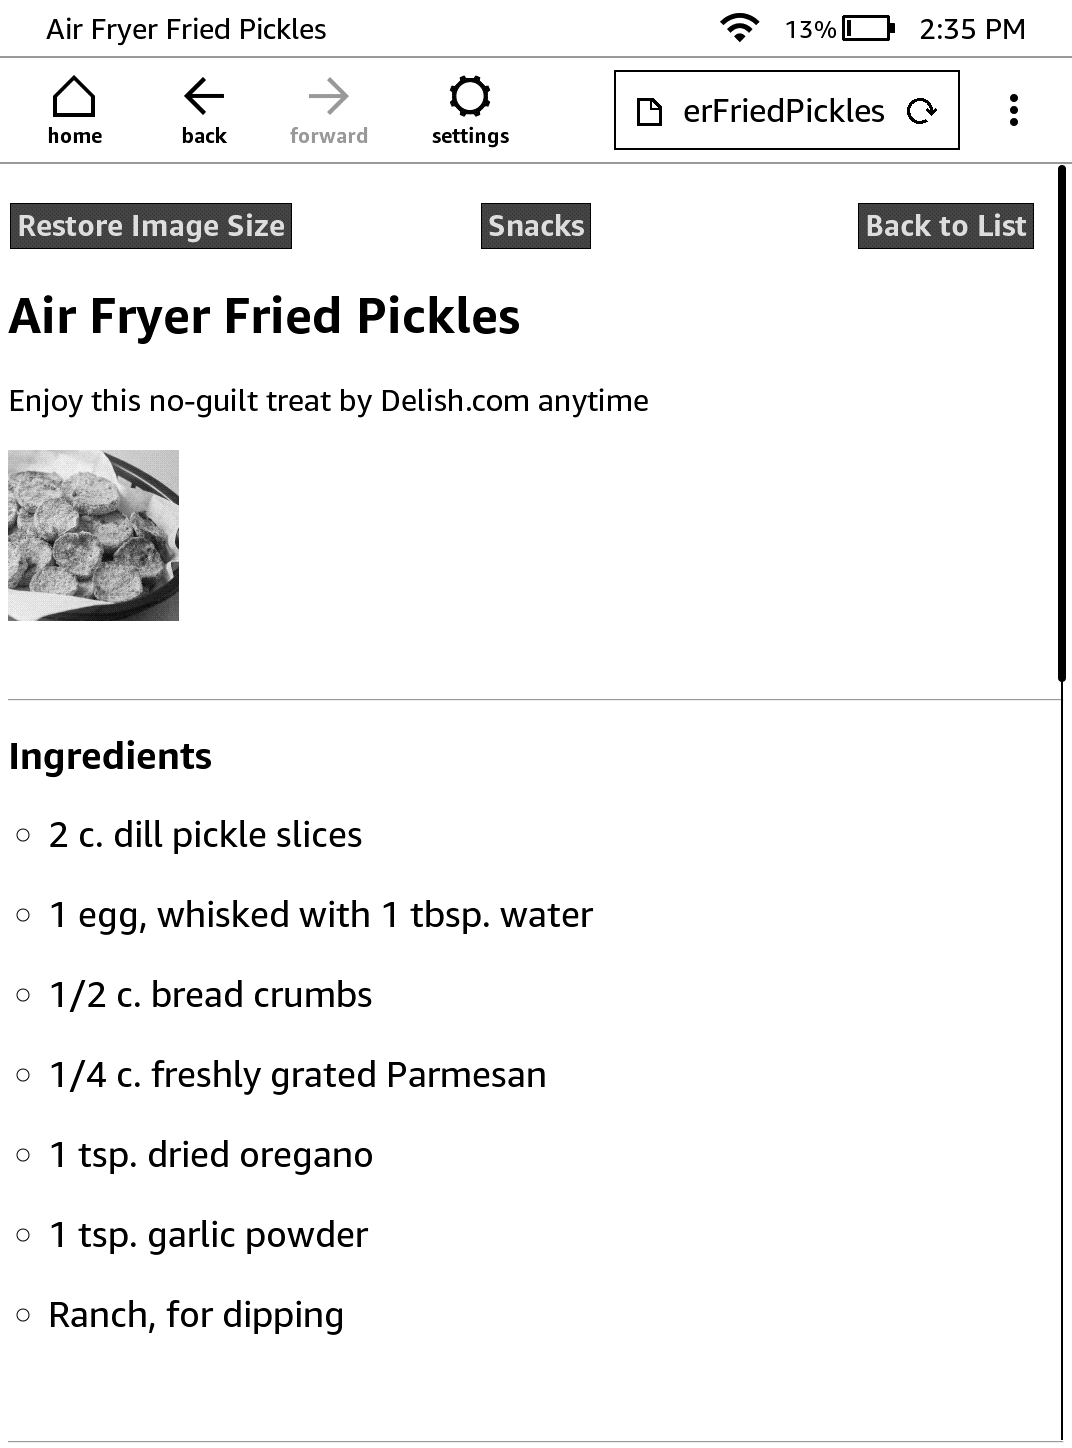 Air Fryer Fried Pickles 13% 2:35 PM
home back forward settings erFriedPickles
Restore Image Size Snacks Back to List
Air Fryer Fried Pickles
Enjoy this no-guilt treat by Delish.com anytime
Ingredients
2 c. dill pickle slices
1 egg, whisked with 1 tbsp. water
1/2 c. bread crumbs
1/4 c. freshly grated Parmesan
1 tsp. dried oregano
1 tsp. garlic powder
Ranch, for dipping